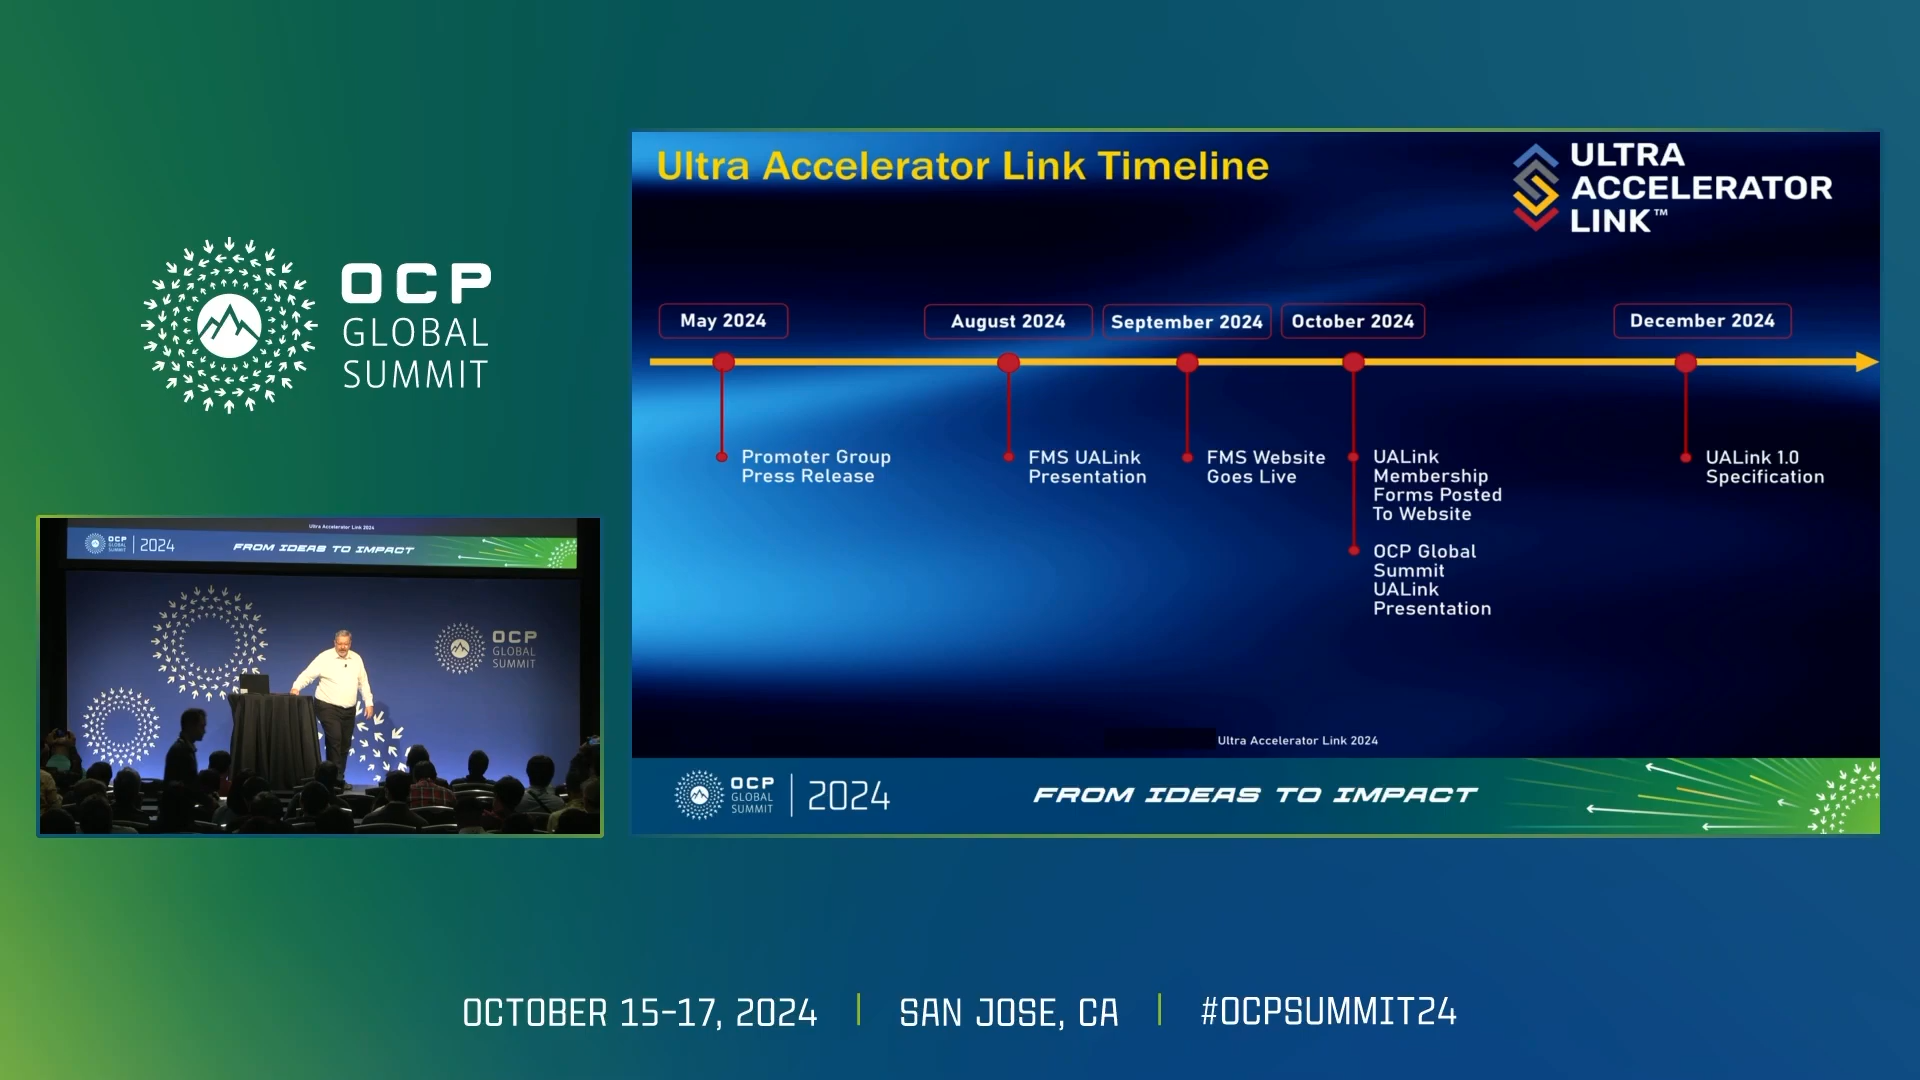 OCP
GLOBAL
SUMMIT
Ultra Accelerator Link 2024
OCP
GLOBAL
SUMMIT
2024
FROM IDEAS TO IMPACT
OCP
GLOBAL
SUMMIT
Ultra Accelerator Link Timeline
ULTRA
ACCELERATOR
LINK™
May 2024
August 2024
September 2024
October 2024
December 2024
Promoter Group
Press Release
FMS UALink
Presentation
FMS Website
Goes Live
UALink
Membership
Forms Posted
To Website
OCP Global
Summit
UALink
Presentation
UALink 1.0
Specification
Ultra Accelerator Link 2024
OCP
GLOBAL
SUMMIT
2024
FROM IDEAS TO IMPACT
OCTOBER 15-17, 2024
SAN JOSE, CA
#OCPSUMMIT24